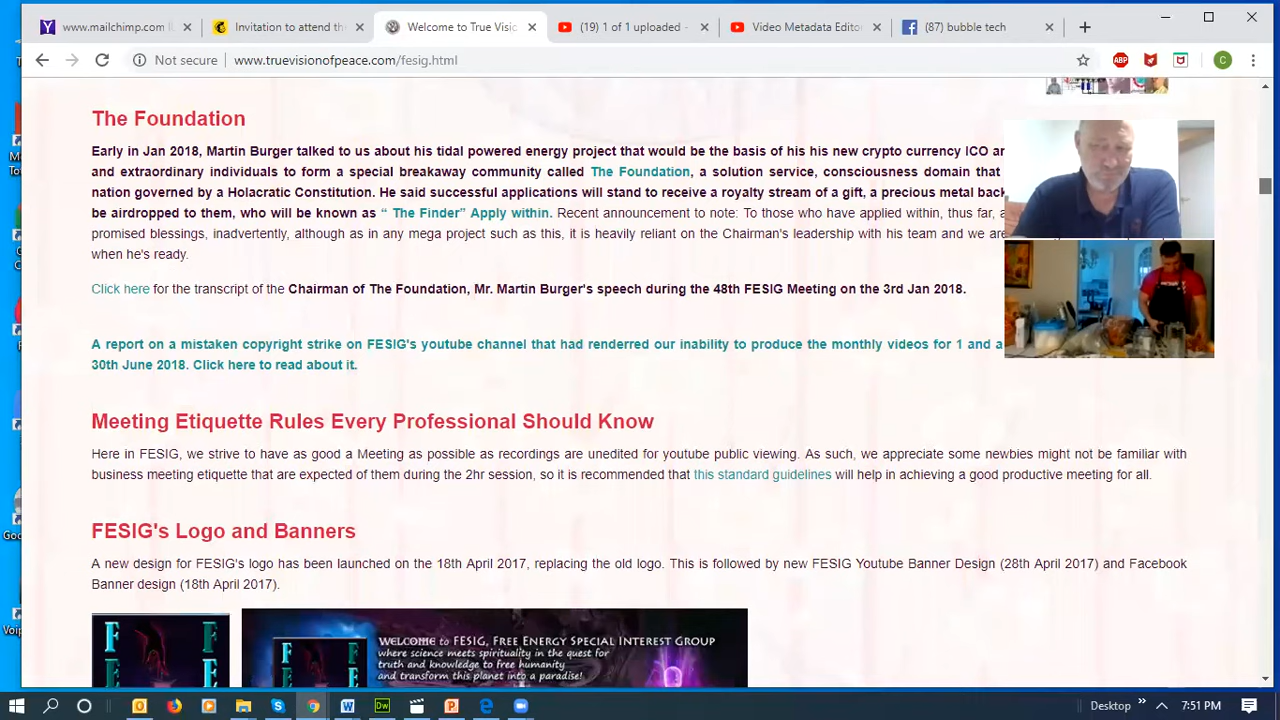 www.mailchimp.com
Invitation to attend th
Welcome to True Visio
(19) 1 of 1 uploaded -
Video Metadata Editor
(87) bubble tech
Not secure
www.truevisionofpeace.com/fesig.html
ABP
C
The Foundation
Early in Jan 2018, Martin Burger talked to us about his tidal powered energy project that would be the basis of his his new crypto currency ICO
and extraordinary individuals to form a special breakaway community called The Foundation, a solution service, consciousness domain that
nation governed by a Holacratic Constitution. He said successful applications will stand to receive a royalty stream of a gift, a precious metal
be airdropped to them, who will be known as “ The Finder” Apply within. Recent announcement to note: To those who have applied within, thus far,
promised blessings, inadvertently, although as in any mega project such as this, it is heavily reliant on the Chairman's leadership with his team and we
when he's ready.
Click here for the transcript of the Chairman of The Foundation, Mr. Martin Burger's speech during the 48th FESIG Meeting on the 3rd Jan 2018.
A report on a mistaken copyright strike on FESIG's youtube channel that had renderred our inability to produce the monthly videos for 1 and
30th June 2018. Click here to read about it.
Meeting Etiquette Rules Every Professional Should Know
Here in FESIG, we strive to have as good a Meeting as possible as recordings are unedited for youtube public viewing. As such, we appreciate some newbies might not be familiar with
business meeting etiquette that are expected of them during the 2hr session, so it is recommended that this standard guidelines will help in achieving a good productive meeting for all.
FESIG's Logo and Banners
A new design for FESIG's logo has been launched on the 18th April 2017, replacing the old logo. This is followed by new FESIG Youtube Banner Design (28th April 2017) and Facebook
Banner design (18th April 2017).
WELCOME to FESIG, FREE ENERGY SPECIAL INTEREST GROUP
where science meets spirituality in the quest for
truth and knowledge to free humanity
and transform this planet into a paradise!
Desktop
7:51 PM